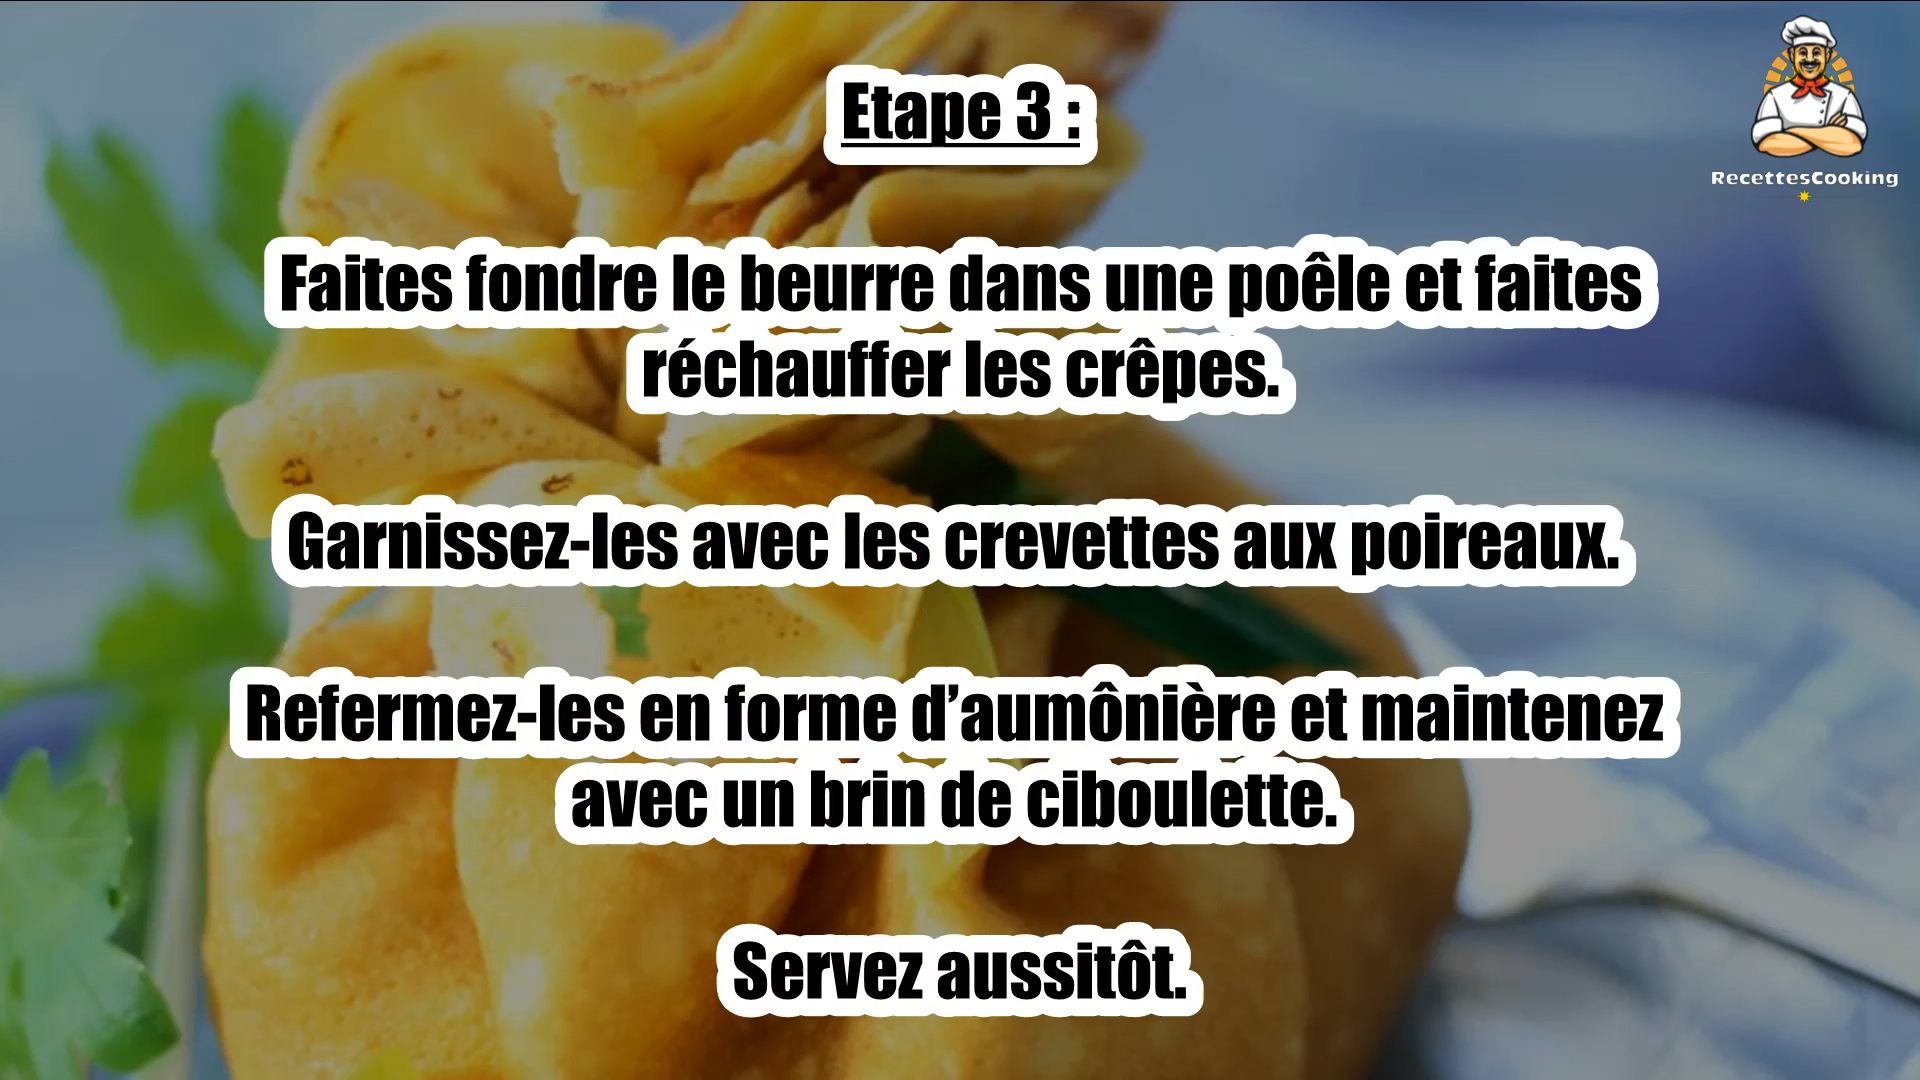 Etape 3 :
RecettesCooking
Faites fondre le beurre dans une poêle et faites
réchauffer les crêpes.
Garnissez-les avec les crevettes aux poireaux.
Refermez-les en forme d’aumônière et maintenez
avec un brin de ciboulette.
Servez aussitôt.